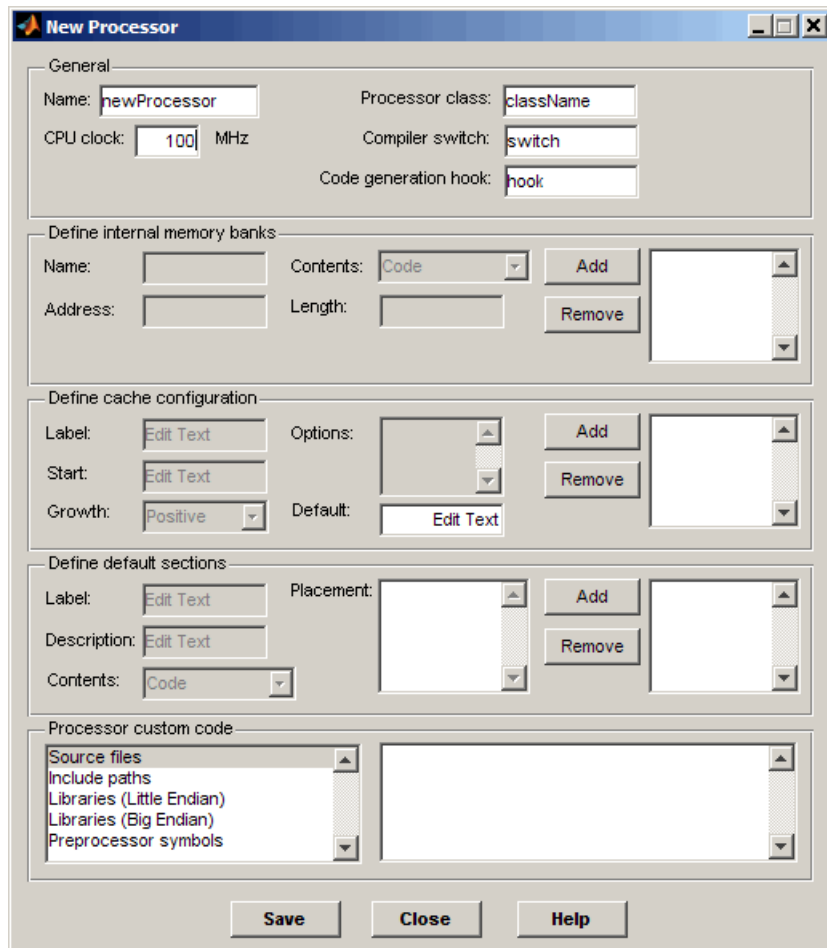 New Processor
General
Name: newProcessor Processor class: className
CPU clock: 100 MHz Compiler switch: switch
Code generation hook: hook
Define internal memory banks
Name: Contents: Code Add
Address: Length: Remove
Define cache configuration
Label: Edit Text Options: Add
Start: Edit Text Remove
Growth: Positive Default: Edit Text
Define default sections
Label: Edit Text Placement: Add
Description: Edit Text Remove
Contents: Code
Processor custom code
Source files
Include paths
Libraries (Little Endian)
Libraries (Big Endian)
Preprocessor symbols
Save Close Help